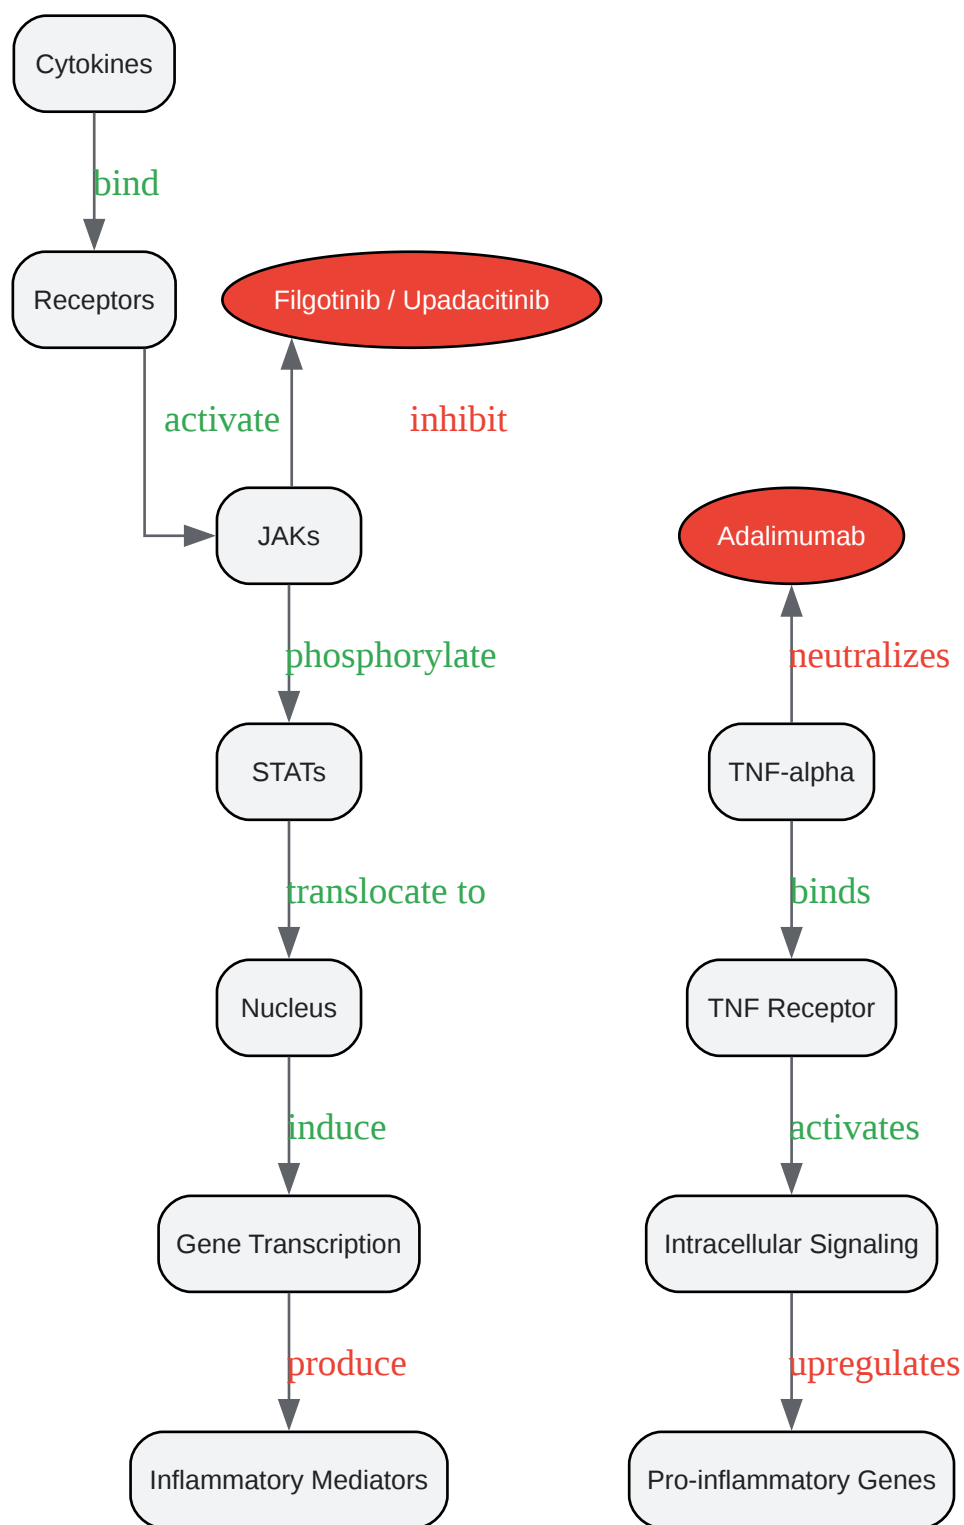 Cytokines
bind
Receptors
Filgotinib / Upadacitinib
activate
inhibit
JAKs
Adalimumab
phosphorylate
neutralizes
STATs
TNF-alpha
translocate to
binds
Nucleus
TNF Receptor
induce
activates
Gene Transcription
Intracellular Signaling
produce
upregulates
Inflammatory Mediators
Pro-inflammatory Genes